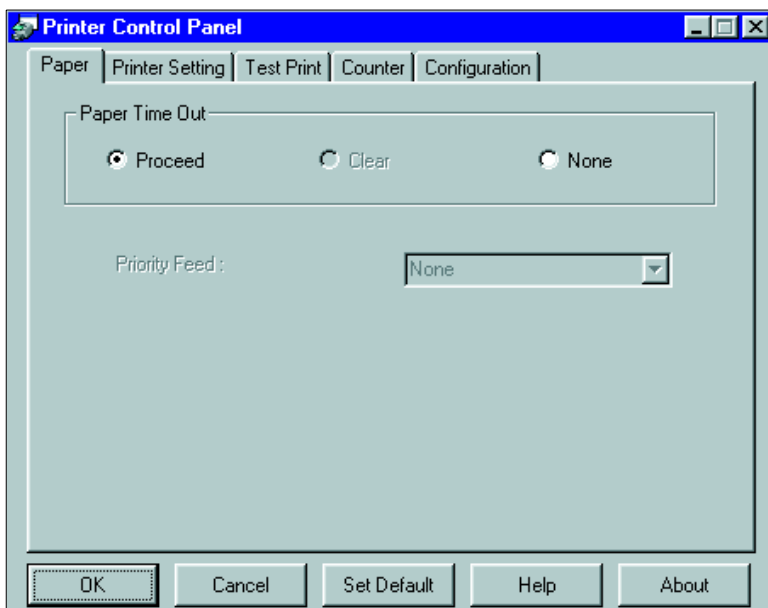 Printer Control Panel
Paper Printer Setting Test Print Counter Configuration
Paper Time Out
Proceed Clear None
Priority Feed : None
OK Cancel Set Default Help About